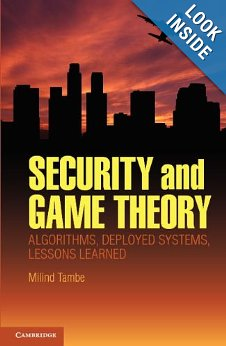 LOOK
INSIDE
SECURITY and
GAME THEORY
ALGORITHMS, DEPLOYED SYSTEMS,
LESSONS LEARNED
Milind Tambe
CAMBRIDGE